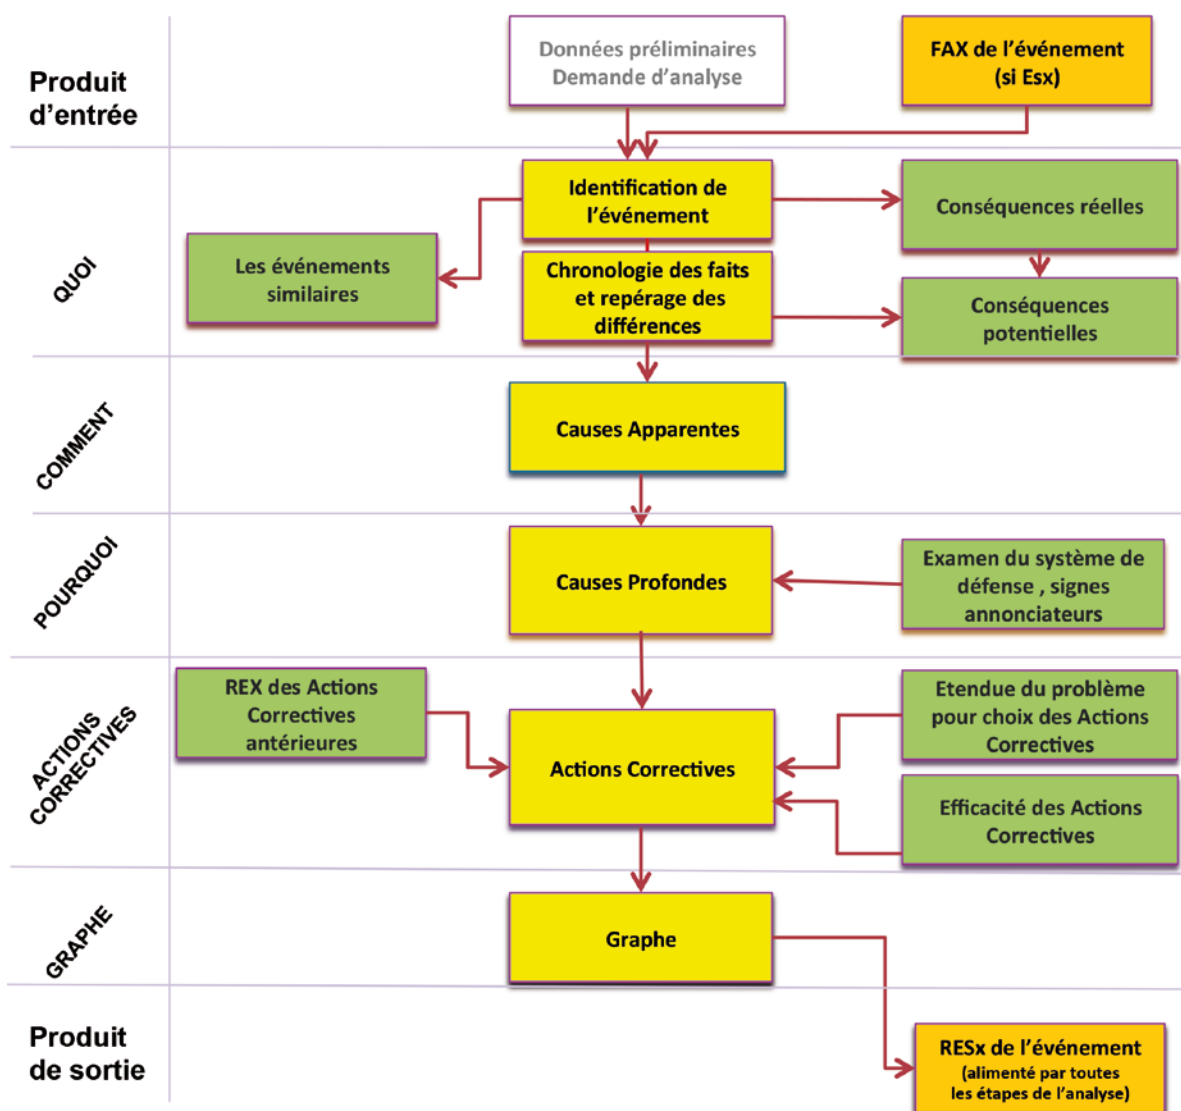 Produit
d’entrée
Données préliminaires
Demande d’analyse
FAX de l’événement
(si Esx)
QUOI
Identification de
l’événement
Conséquences réelles
Les événements
similaires
Chronologie des faits
et repérage des
différences
Conséquences
potentielles
COMMENT
Causes Apparentes
POURQUOI
Causes Profondes
Examen du système de
défense , signes
annonciateurs
ACTIONS
CORRECTIVES
REX des Actions
Correctives
antérieures
Actions Correctives
Etendue du problème
pour choix des Actions
Correctives
Efficacité des Actions
Correctives
GRAPHE
Graphe
Produit
de sortie
RESx de l’événement
(alimenté par toutes
les étapes de l’analyse)